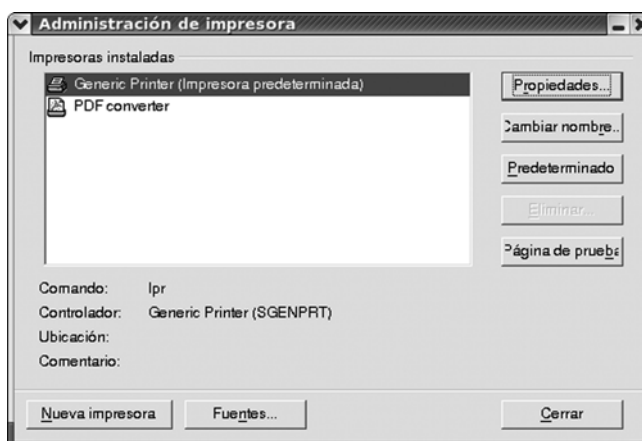 Administración de impresora
Impresoras instaladas
Generic Printer (Impresora predeterminada)
PDF converter
Propiedades...
Cambiar nombre..
Predeterminado
Eliminar...
Página de prueba
Comando: lpr
Controlador: Generic Printer (SGENPRT)
Ubicación:
Comentario:
Nueva impresora
Fuentes...
Cerrar